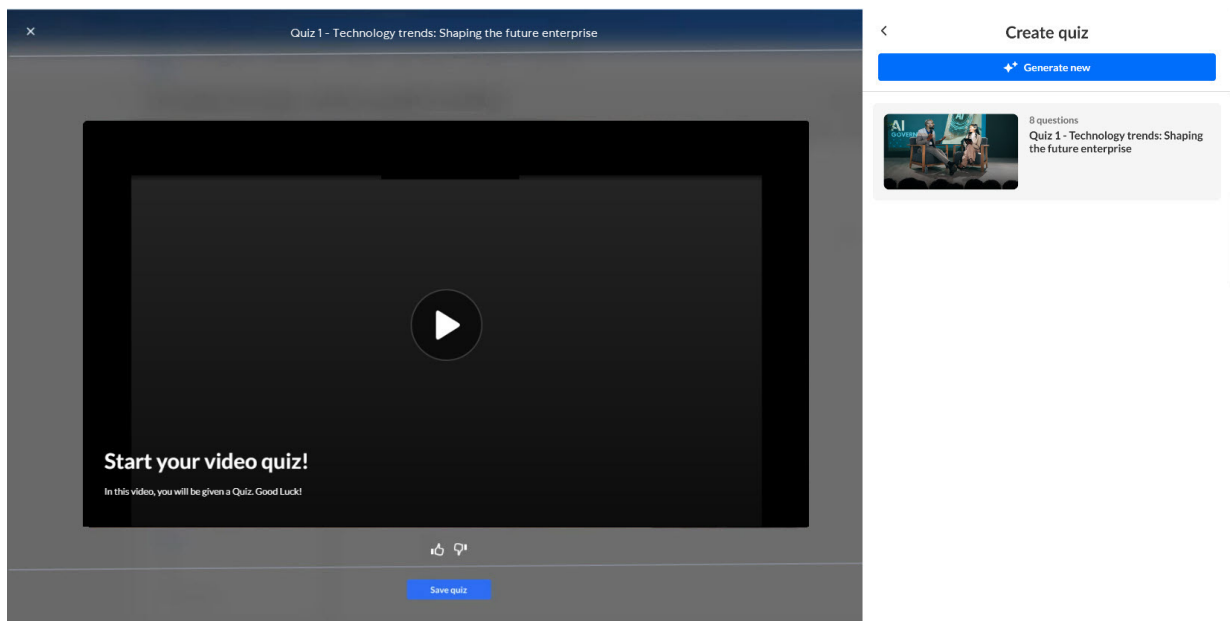 Quiz 1 - Technology trends: Shaping the future enterprise
Start your video quiz!
In this video, you will be given a Quiz. Good Luck!
Save quiz
Create quiz
Generate new
8 questions
Quiz 1 - Technology trends: Shaping
the future enterprise
AI
GOVERN
AI